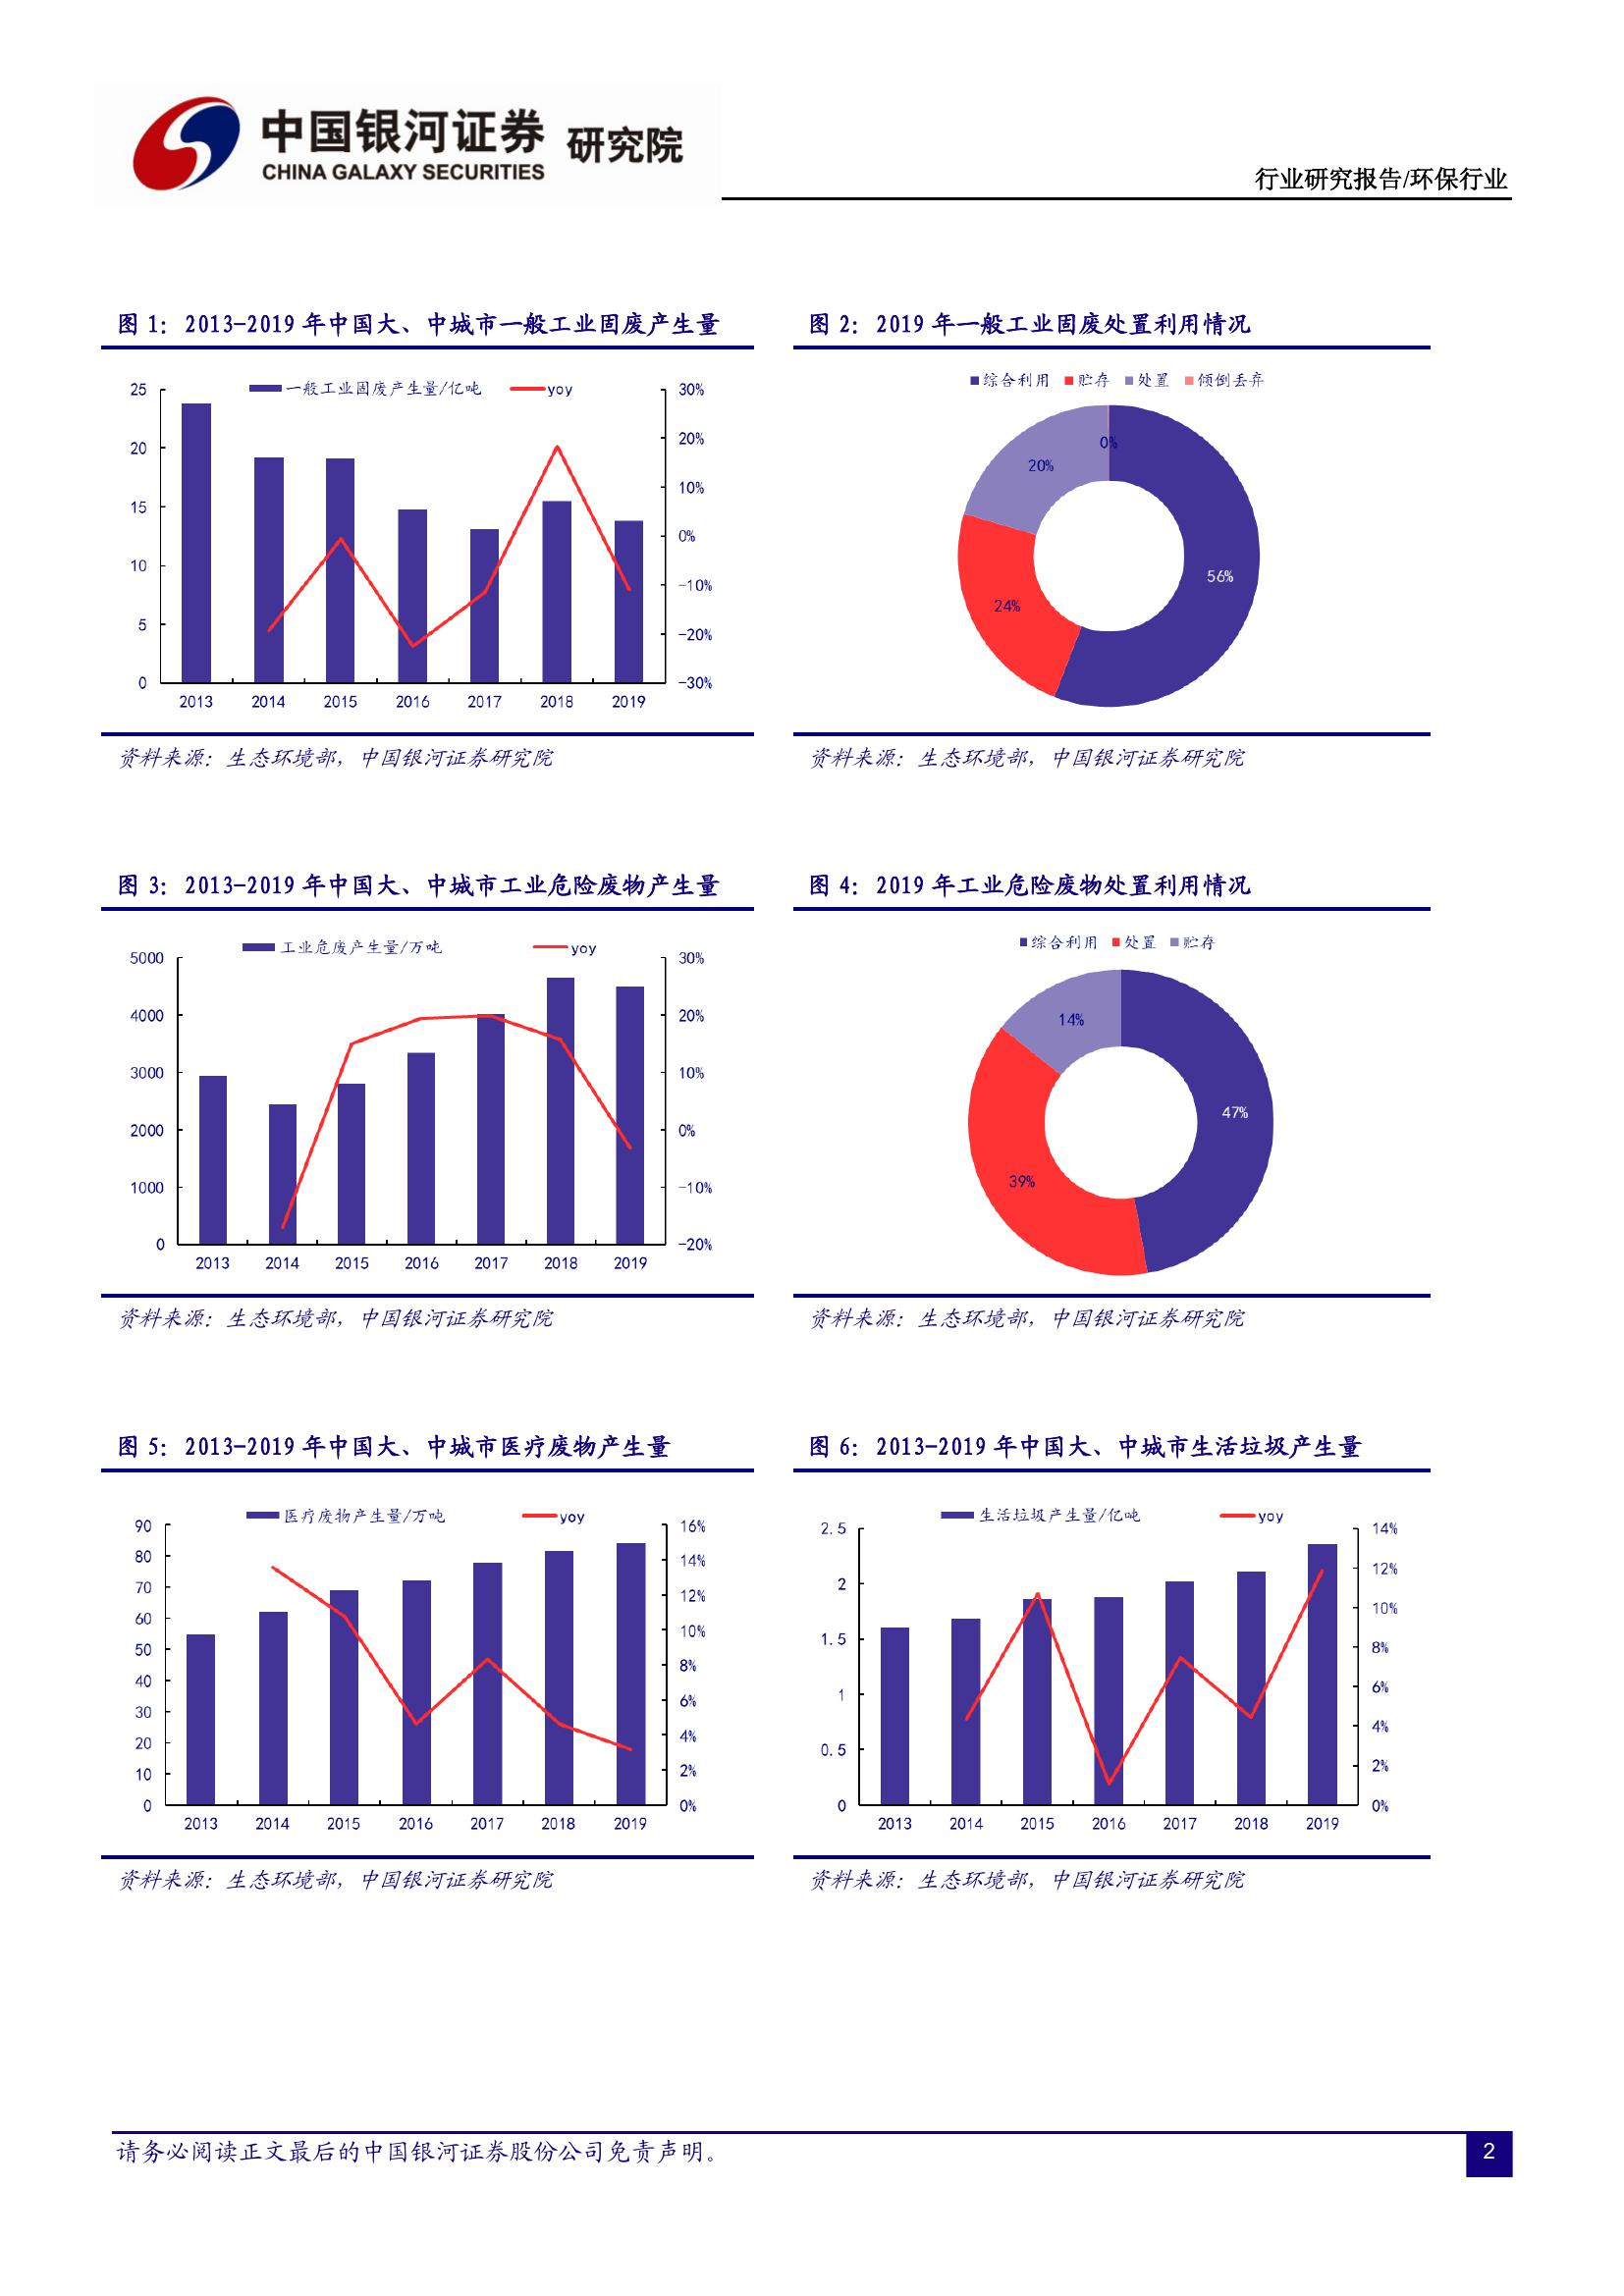 中国银河证券 研究院
CHINA GALAXY SECURITIES
行业研究报告/环保行业
图 1： 2013-2019 年中国大、中城市一般工业固废产生量
一般工业固废产生量/亿吨 yoy
25 30%
20 20%
10%
15 0%
10 -10%
5 -20%
0 -30%
2013 2014 2015 2016 2017 2018 2019
资料来源：生态环境部，中国银河证券研究院
图 2： 2019 年一般工业固废处置利用情况
综合利用 贮存 处置 倾倒丢弃
0%
20%
56%
24%
资料来源：生态环境部，中国银河证券研究院
图 3： 2013-2019 年中国大、中城市工业危险废物产生量
工业危废产生量/万吨 yoy
5000 30%
4000 20%
3000 10%
2000 0%
1000 -10%
0 -20%
2013 2014 2015 2016 2017 2018 2019
资料来源：生态环境部，中国银河证券研究院
图 4： 2019 年工业危险废物处置利用情况
综合利用 处置 贮存
14%
47%
39%
资料来源：生态环境部，中国银河证券研究院
图 5： 2013-2019 年中国大、中城市医疗废物产生量
医疗废物产生量/万吨 yoy
90 16%
80 14%
70 12%
60 10%
50 8%
40 6%
30 4%
20 2%
10 0%
0
2013 2014 2015 2016 2017 2018 2019
资料来源：生态环境部，中国银河证券研究院
图 6： 2013-2019 年中国大、中城市生活垃圾产生量
生活垃圾产生量/亿吨 yoy
2.5 14%
2 12%
1.5 10%
1 8%
0.5 6%
0 4%
2%
0%
2013 2014 2015 2016 2017 2018 2019
资料来源：生态环境部，中国银河证券研究院
请务必阅读正文最后的中国银河证券股份公司免责声明。
2